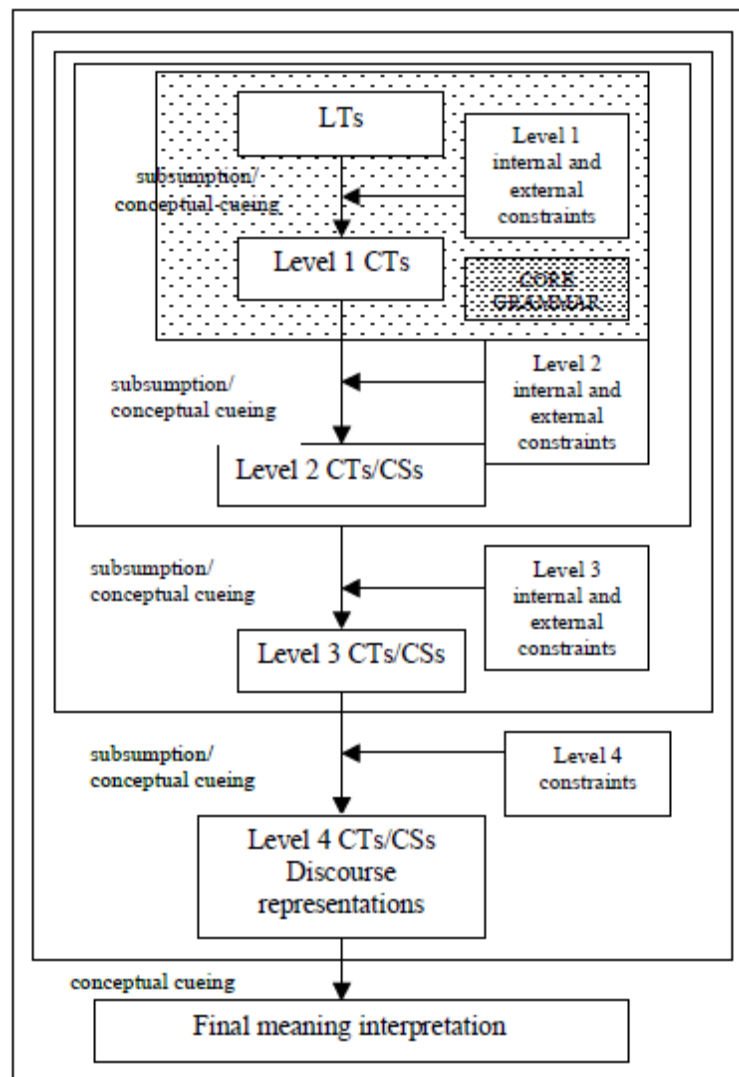 LTs
Level 1
internal and
external
constraints
subsumption/
conceptual-cueing
Level 1 CTs
CORE
GRAMMAR
Level 2
internal and
external
constraints
subsumption/
conceptual cueing
Level 2 CTs/CSs
subsumption/
conceptual cueing
Level 3
internal and
external
constraints
Level 3 CTs/CSs
subsumption/
conceptual cueing
Level 4
constraints
Level 4 CTs/CSs
Discourse
representations
conceptual cueing
Final meaning interpretation